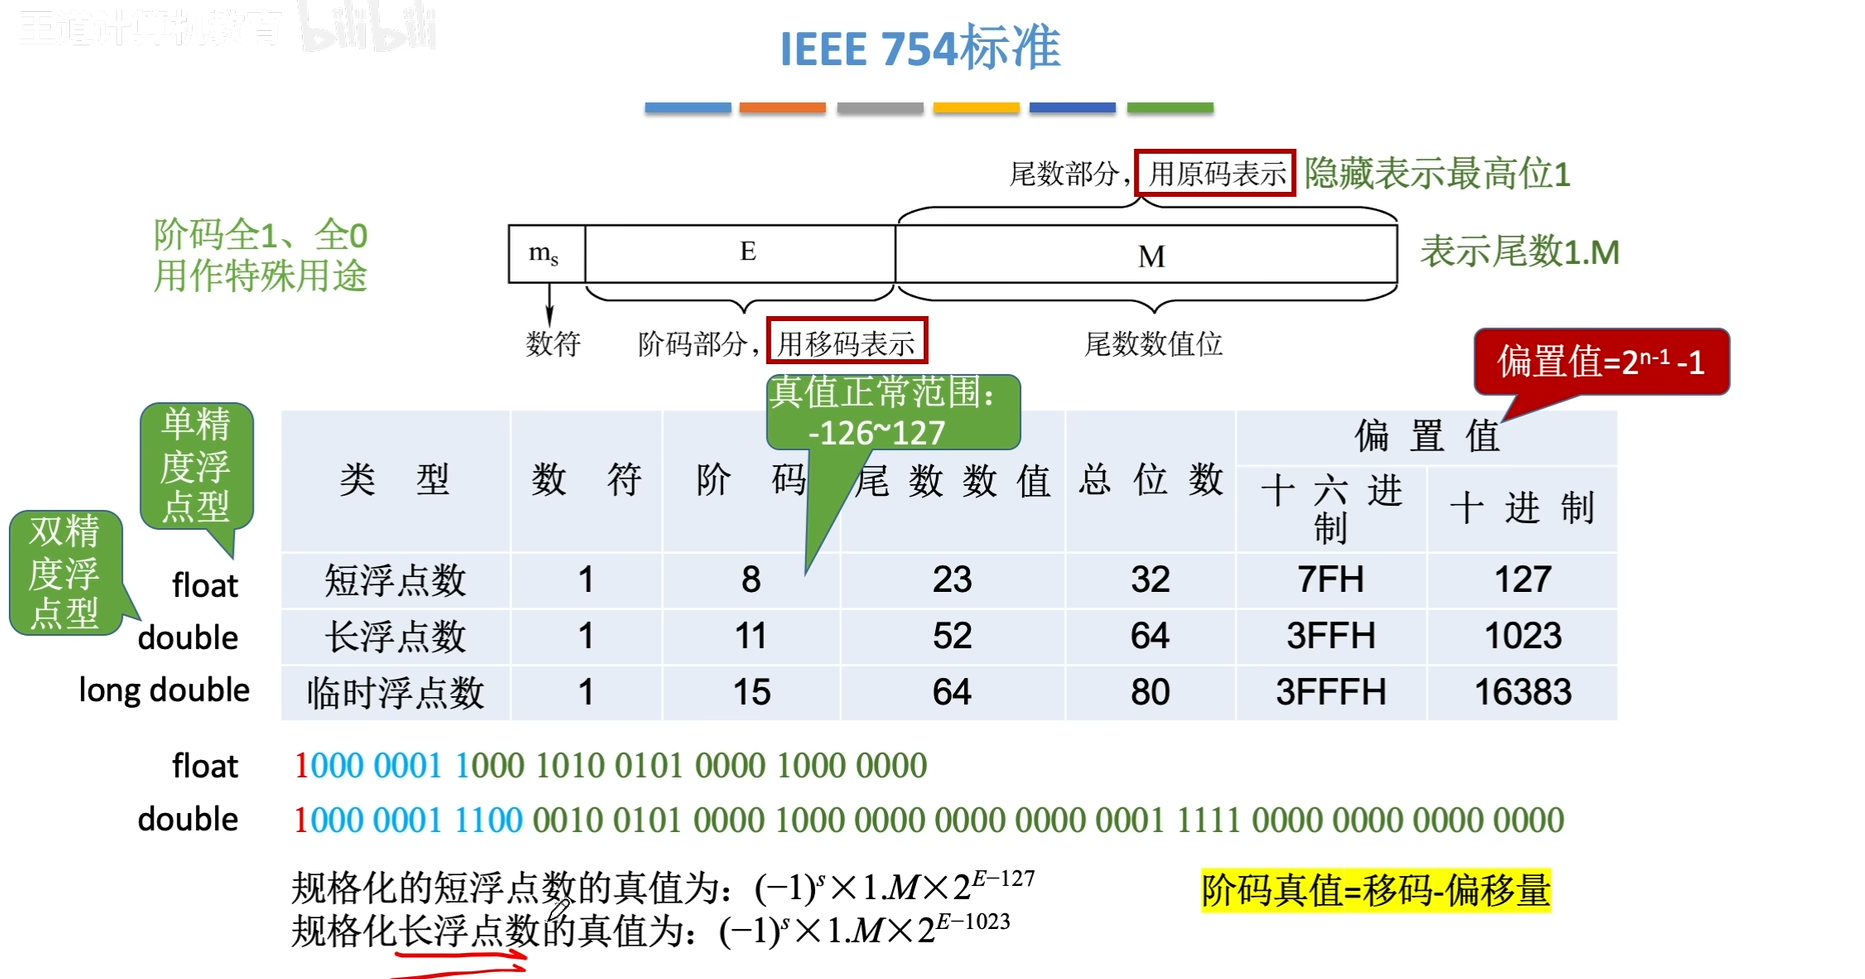 王道计算机教育 bilibili
IEEE 754标准
尾数部分，用原码表示 隐藏表示最高位1
阶码全1、全0
用作特殊用途
mₛ E M
表示尾数1.M
数符
阶码部分，用移码表示
尾数数值位
偏置值=2ⁿ⁻¹ -1
真值正常范围：
-126~127
单精
度浮
点型
双精
度浮
点型
类 型 数 符 阶 码 尾数数值 总位数 偏置值
十六进
制
十进制
float 短浮点数 1 8 23 32 7FH 127
double 长浮点数 1 11 52 64 3FFH 1023
long double 临时浮点数 1 15 64 80 3FFFH 16383
float 1000 0001 1000 1010 0101 0000 1000 0000
double 1000 0001 1100 0010 0101 0000 1000 0000 0000 0000 0001 1111 0000 0000 0000 0000
规格化的短浮点数的真值为：(−1)ˢ×1.M×2^{E−127}
阶码真值=移码-偏移量
规格化长浮点数的真值为：(−1)ˢ×1.M×2^{E−1023}